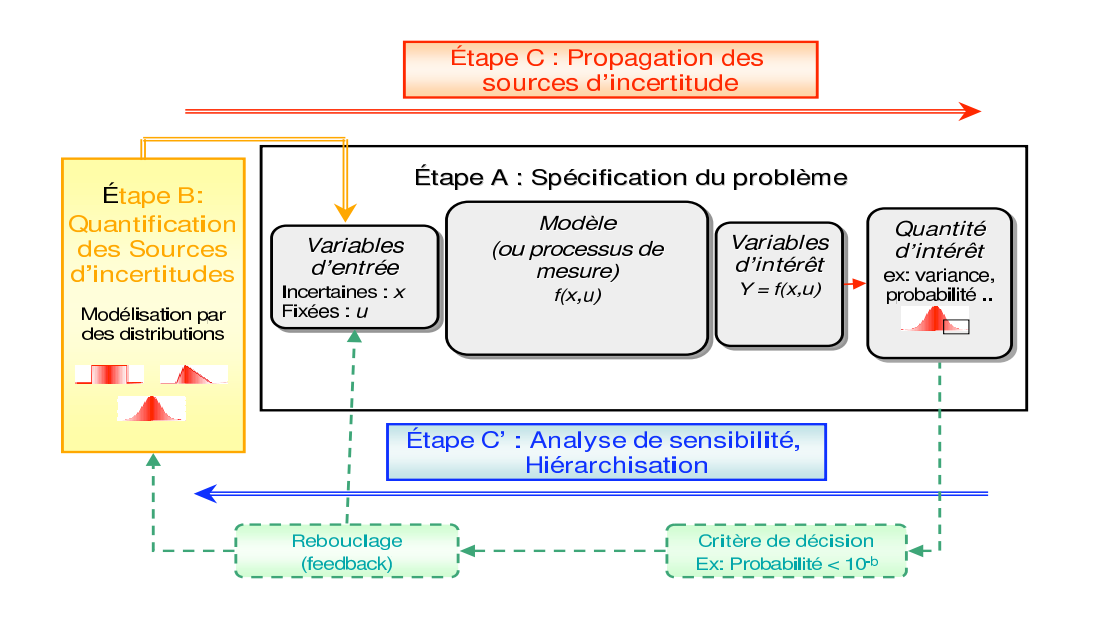 Étape C : Propagation des
sources d'incertitude
Étape B:
Quantification
des Sources
d'incertitudes
Modélisation par
des distributions
Étape A : Spécification du problème
Variables
d'entrée
Incertaines : x
Fixées : u
Modèle
(ou processus de
mesure)
f(x,u)
Variables
d'intérêt
Y = f(x,u)
Quantité
d'intérêt
ex: variance,
probabilité ..
Étape C' : Analyse de sensibilité,
Hiérarchisation
Rebouclage
(feedback)
Critère de décision
Ex: Probabilité < 10⁻ᵇ